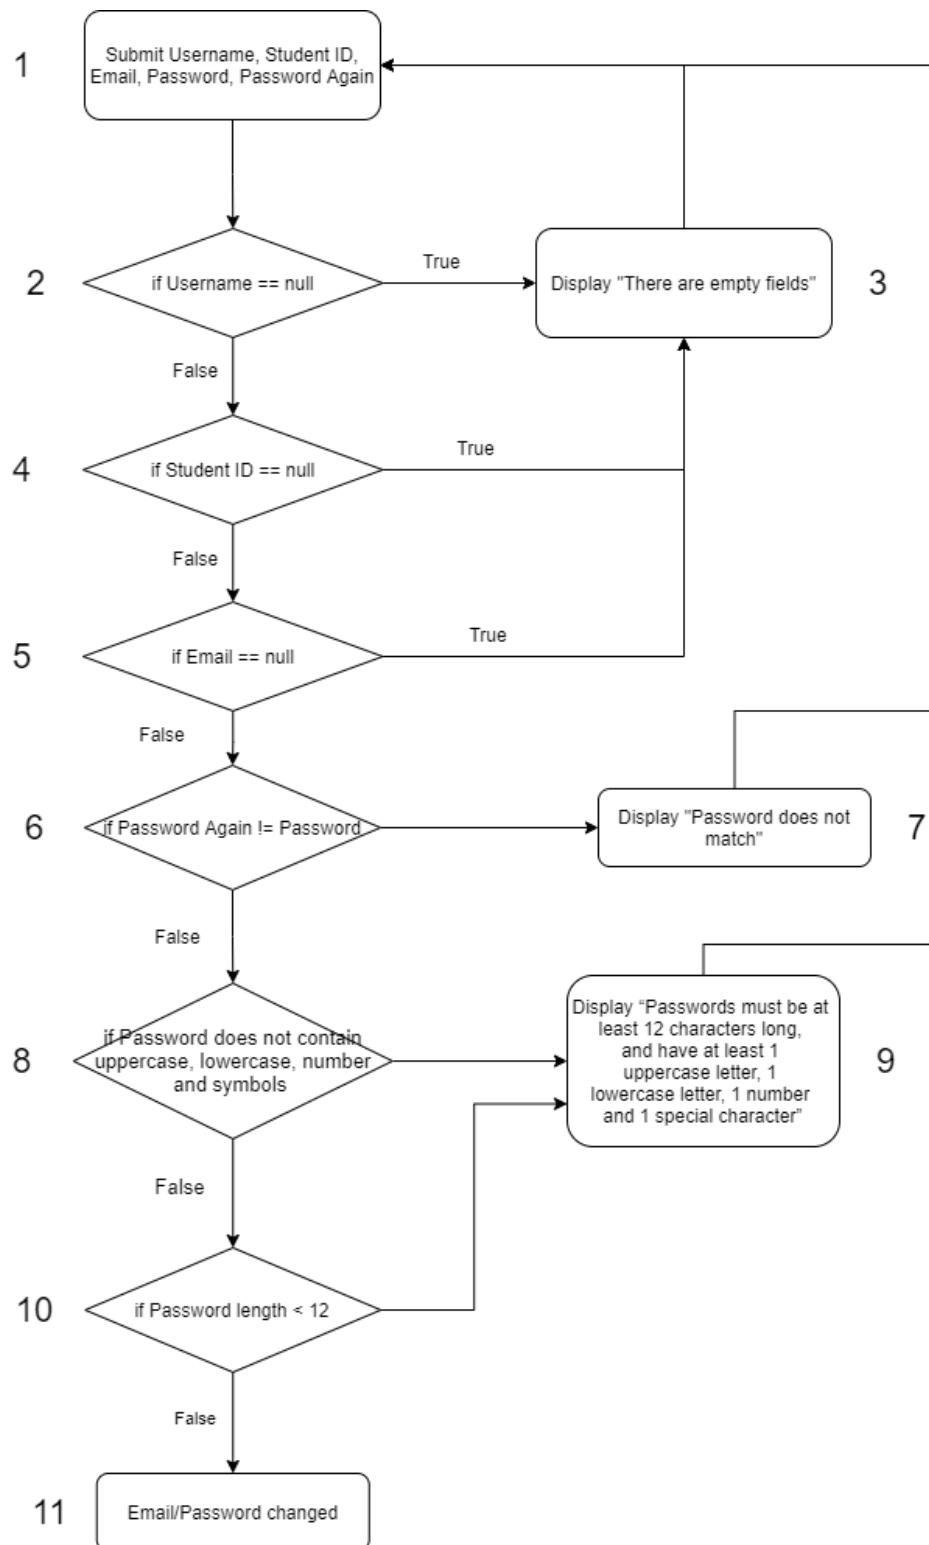 1
Submit Username, Student ID,
Email, Password, Password Again
2
if Username == null
True
Display "There are empty fields"
3
False
4
if Student ID == null
True
False
5
if Email == null
True
False
6
if Password Again != Password
Display "Password does not
match"
7
False
8
if Password does not contain
uppercase, lowercase, number
and symbols
Display “Passwords must be at
least 12 characters long,
and have at least 1
uppercase letter, 1
lowercase letter, 1 number
and 1 special character”
9
False
10
if Password length < 12
False
11
Email/Password changed